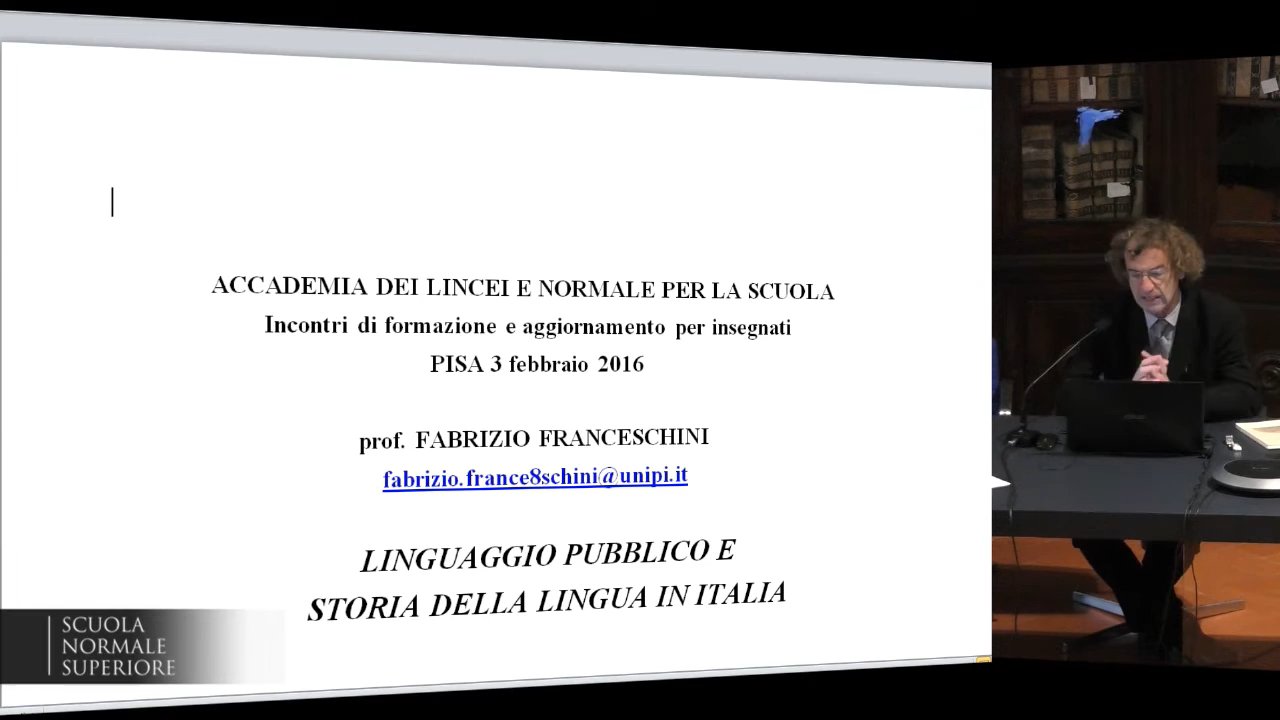 ACCADEMIA DEI LINCEI E NORMALE PER LA SCUOLA
Incontri di formazione e aggiornamento per insegnati
PISA 3 febbraio 2016
prof. FABRIZIO FRANCESCHINI
fabrizio.france8schini@unipi.it
LINGUAGGIO PUBBLICO E
STORIA DELLA LINGUA IN ITALIA
SCUOLA
NORMALE
SUPERIORE